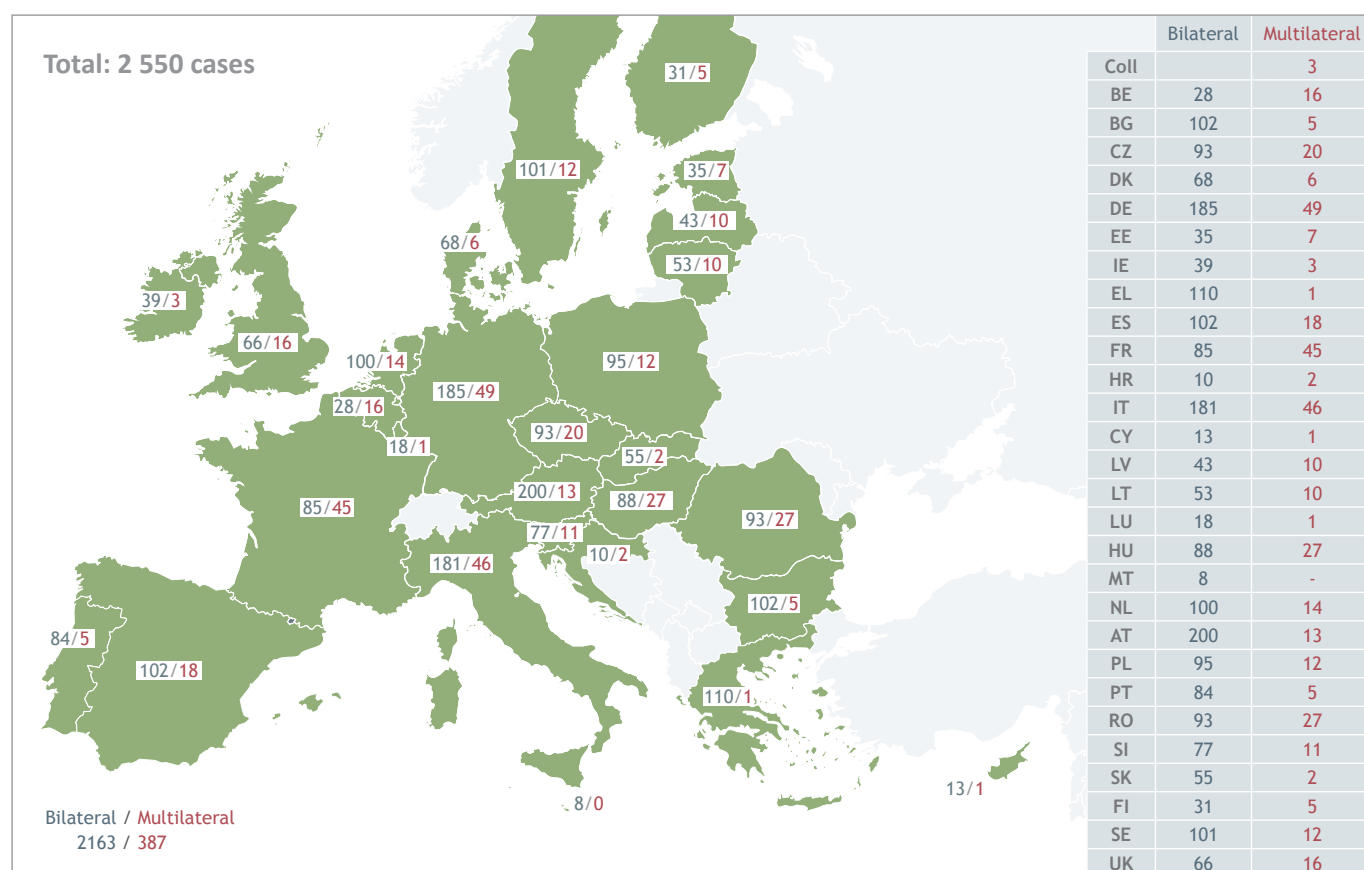 Total: 2 550 cases
31/5
101/12
35/7
43/10
68/6
53/10
39/3
66/16
100/14
95/12
185/49
28/16
93/20
18/1
55/2
200/13
88/27
85/45
93/27
77/11
10/2
181/46
102/5
84/5
102/18
110/1
13/1
8/0
Bilateral / Multilateral
2163 / 387
Bilateral Multilateral
Coll 3
BE 28 16
BG 102 5
CZ 93 20
DK 68 6
DE 185 49
EE 35 7
IE 39 3
EL 110 1
ES 102 18
FR 85 45
HR 10 2
IT 181 46
CY 13 1
LV 43 10
LT 53 10
LU 18 1
HU 88 27
MT 8 -
NL 100 14
AT 200 13
PL 95 12
PT 84 5
RO 93 27
SI 77 11
SK 55 2
FI 31 5
SE 101 12
UK 66 16